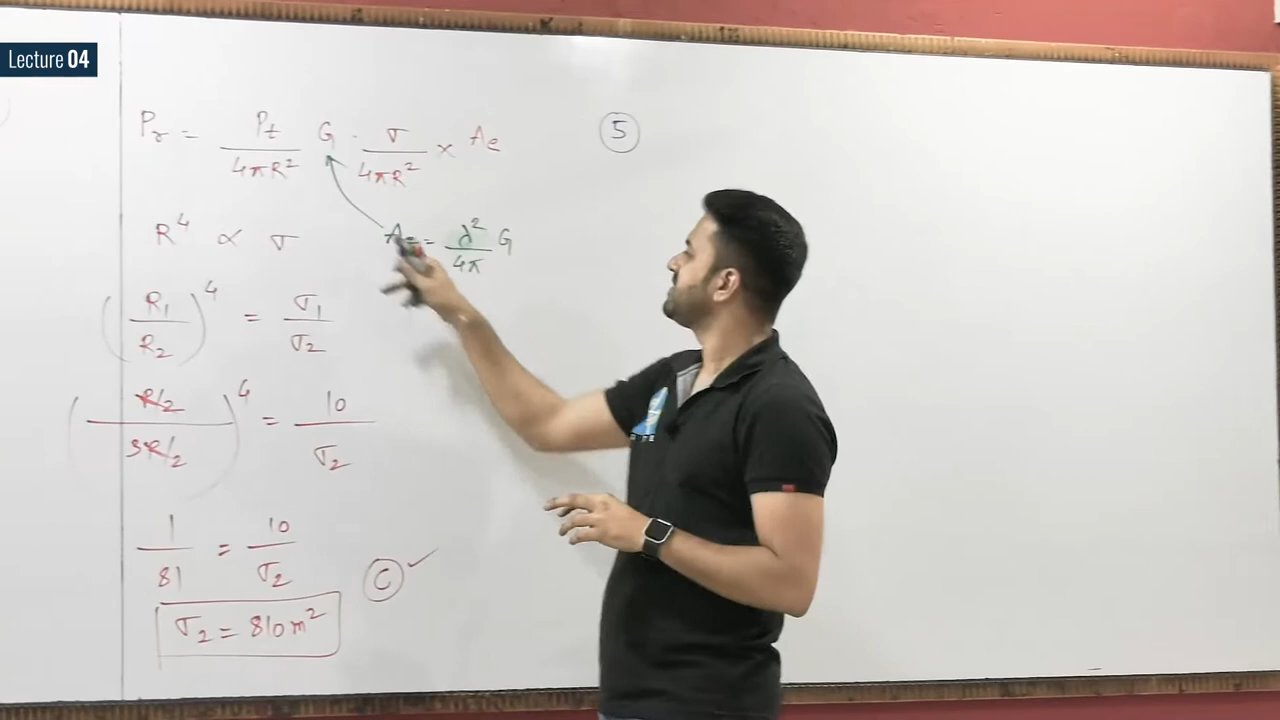 Lecture 04
Pr = Pt / 4πR² G · σ / 4πR² × Ae
R⁴ ∝ σ
Ae = λ² / 4π G
(R₁ / R₂)⁴ = σ₁ / σ₂
(R/2 / 3R/2)⁴ = 10 / σ₂
1 / 81 = 10 / σ₂
σ₂ = 810m²
C ✓
5